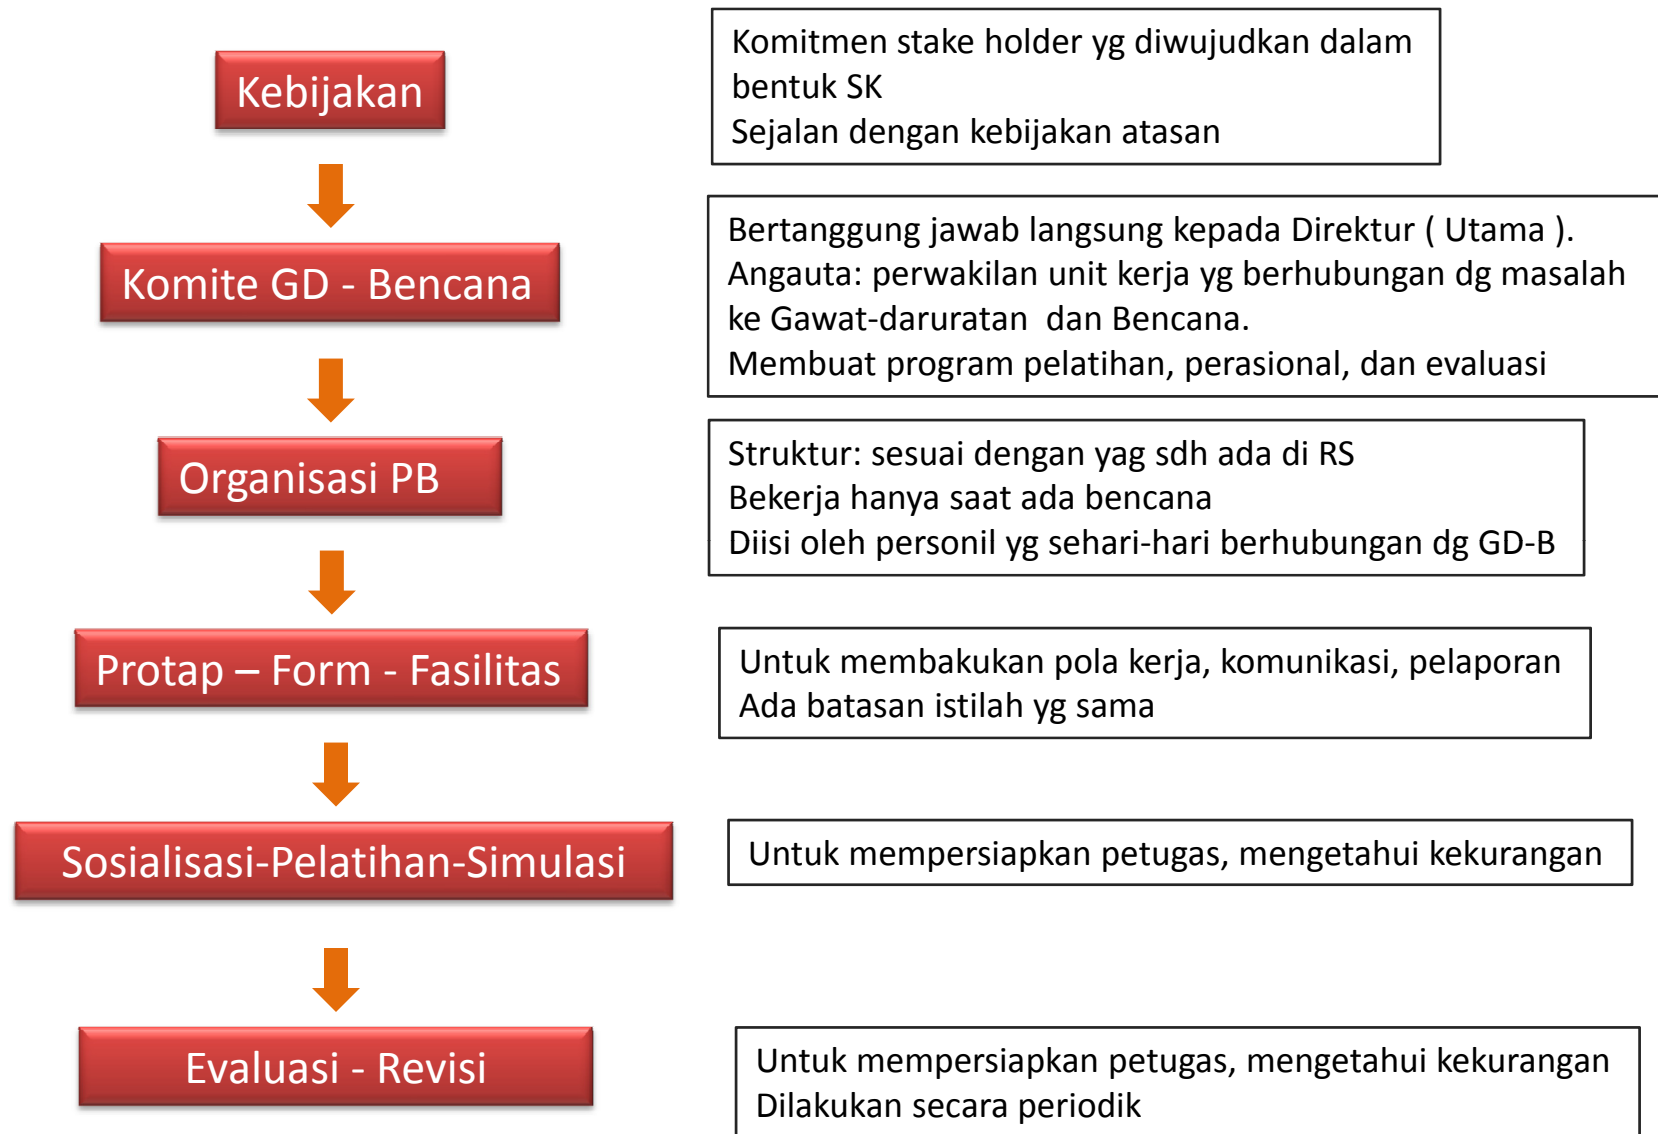 Kebijakan
Komitmen stake holder yg diwujudkan dalam
bentuk SK
Sejalan dengan kebijakan atasan
Komite GD - Bencana
Bertanggung jawab langsung kepada Direktur ( Utama ).
Angauta: perwakilan unit kerja yg berhubungan dg masalah
ke Gawat-daruratan  dan Bencana.
Membuat program pelatihan, perasional, dan evaluasi
Organisasi PB
Struktur: sesuai dengan yag sdh ada di RS
Bekerja hanya saat ada bencana
Diisi oleh personil yg sehari-hari berhubungan dg GD-B
Protap – Form - Fasilitas
Untuk membakukan pola kerja, komunikasi, pelaporan
Ada batasan istilah yg sama
Sosialisasi-Pelatihan-Simulasi
Untuk mempersiapkan petugas, mengetahui kekurangan
Evaluasi - Revisi
Untuk mempersiapkan petugas, mengetahui kekurangan
Dilakukan secara periodik